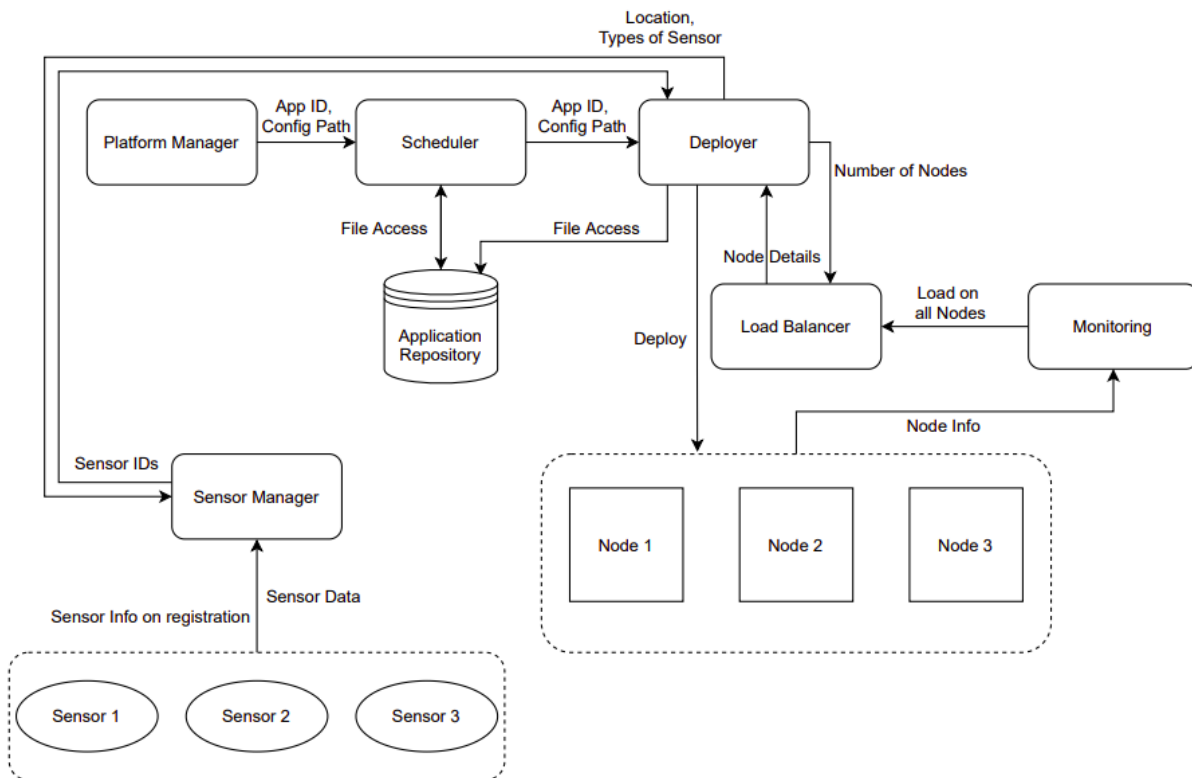 Location,
Types of Sensor
App ID,
Config Path
App ID,
Config Path
Platform Manager
Scheduler
Deployer
Number of Nodes
File Access
File Access
Node Details
Application
Repository
Deploy
Load Balancer
Load on
all Nodes
Monitoring
Node Info
Sensor IDs
Sensor Manager
Node 1
Node 2
Node 3
Sensor Data
Sensor Info on registration
Sensor 1
Sensor 2
Sensor 3